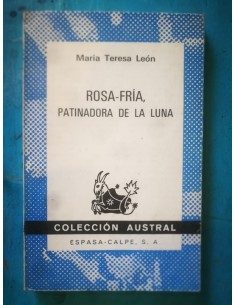 María Teresa León
ROSA-FRÍA,
PATINADORA DE LA LUNA
COLECCIÓN AUSTRAL
ESPASA-CALPE, S. A